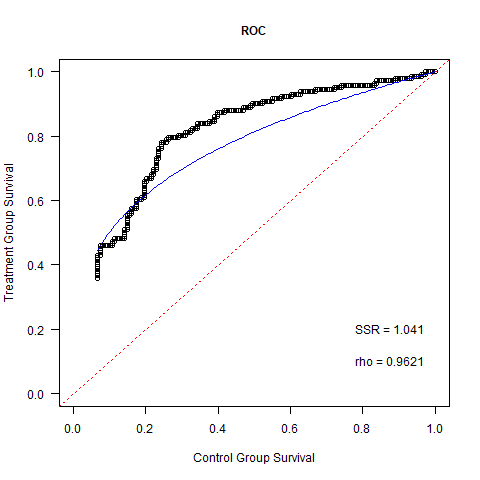 ROC
Treatment Group Survival
1.0
0.8
0.6
0.4
0.2
0.0
SSR = 1.041
rho = 0.9621
0.0 0.2 0.4 0.6 0.8 1.0
Control Group Survival